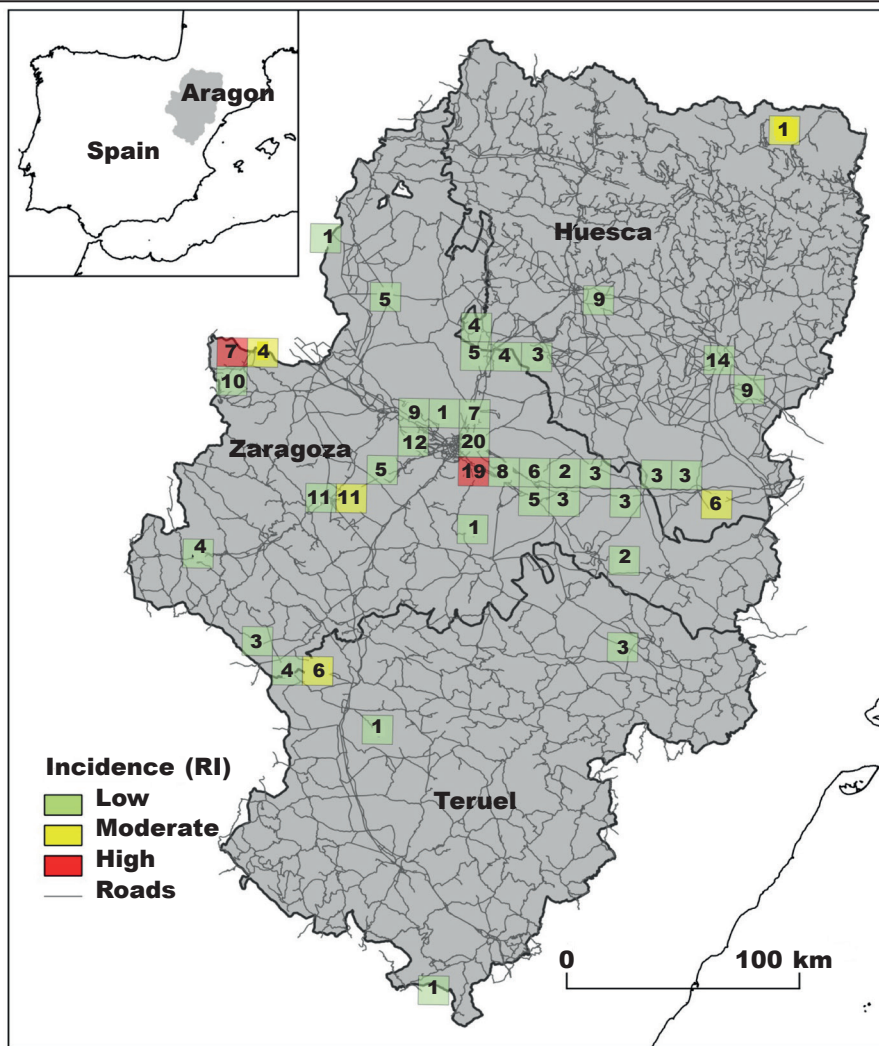 Aragon
Spain
1
Huesca
1
5
9
4
7 4
5 4 3
14
10
9
9 1 7
Zaragoza
12 20
5
19 8 6 2 3 3 3
11 11
5 3 3 6
1
4
2
3
3
4 6
1
Incidence (RI)
Low
Moderate
High
Roads
Teruel
0 100 km
1